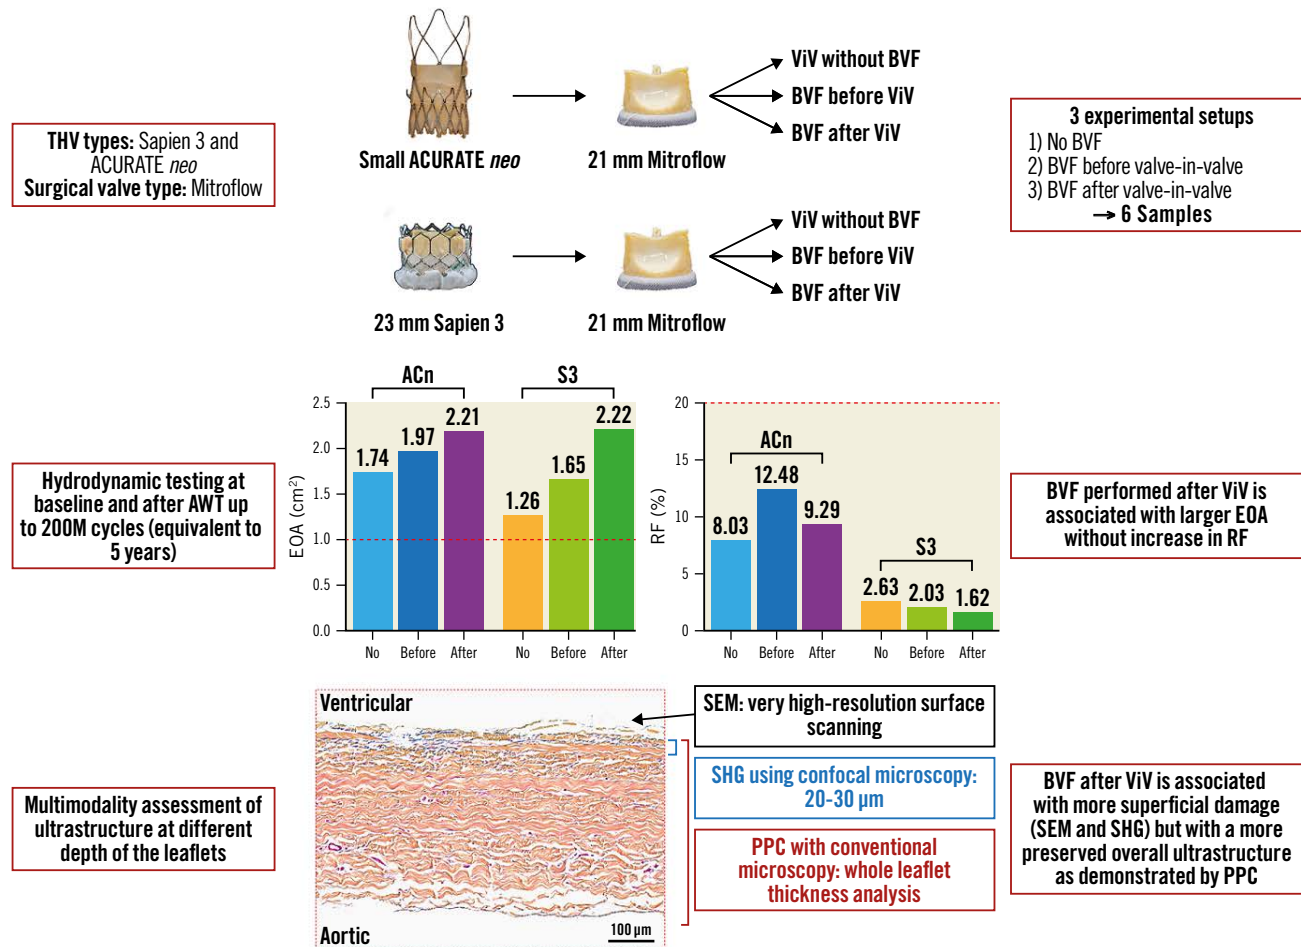 THV types: Sapien 3 and
ACURATE neo
Surgical valve type: Mitroflow
Small ACURATE neo
21 mm Mitroflow
ViV without BVF
BVF before ViV
BVF after ViV
23 mm Sapien 3
21 mm Mitroflow
ViV without BVF
BVF before ViV
BVF after ViV
3 experimental setups
1) No BVF
2) BVF before valve-in-valve
3) BVF after valve-in-valve
→ 6 Samples
Hydrodynamic testing at
baseline and after AWT up
to 200M cycles (equivalent to
5 years)
ACn
S3
EOA (cm²)
2.5
2.0
1.5
1.0
0.5
0.0
1.74
1.97
2.21
1.26
1.65
2.22
No
Before
After
No
Before
After
RF (%)
20
15
10
5
0
ACn
8.03
12.48
9.29
S3
2.63
2.03
1.62
No
Before
After
No
Before
After
BVF performed after ViV is
associated with larger EOA
without increase in RF
Multimodality assessment of
ultrastructure at different
depth of the leaflets
Ventricular
Aortic
100 µm
SEM: very high-resolution surface
scanning
SHG using confocal microscopy:
20-30 µm
PPC with conventional
microscopy: whole leaflet
thickness analysis
BVF after ViV is associated
with more superficial damage
(SEM and SHG) but with a more
preserved overall ultrastructure
as demonstrated by PPC